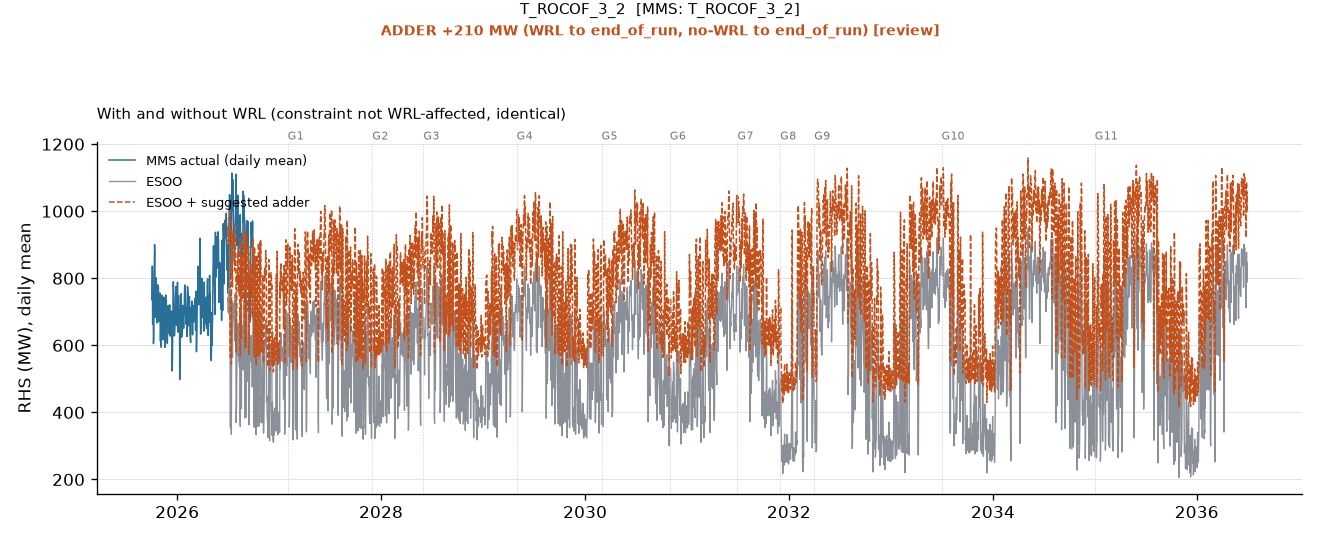 T_ROCOF_3_2  [MMS: T_ROCOF_3_2]
ADDER +210 MW (WRL to end_of_run, no-WRL to end_of_run) [review]
With and without WRL (constraint not WRL-affected, identical)
G1 G2 G3 G4 G5 G6 G7 G8 G9 G10 G11
MMS actual (daily mean)
ESOO
ESOO + suggested adder
RHS (MW), daily mean
1200
1000
800
600
400
200
2026 2028 2030 2032 2034 2036